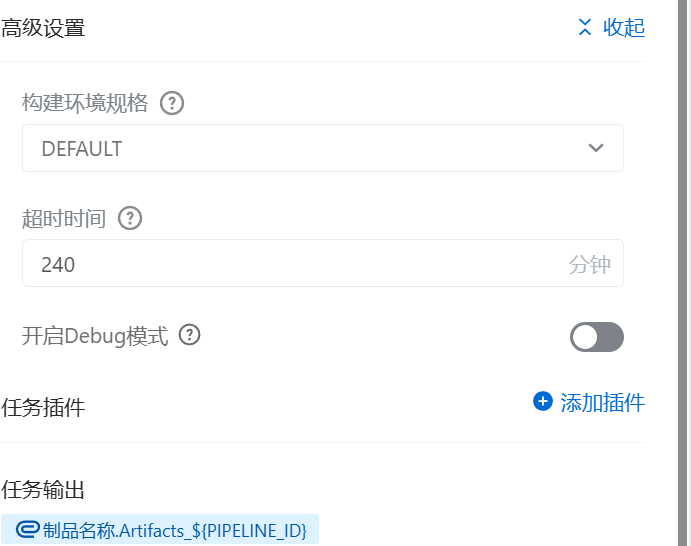 高级设置 收起
构建环境规格 ?
DEFAULT
超时时间 ?
240 分钟
开启Debug模式 ?
任务插件 添加插件
任务输出
制品名称.Artifacts_${PIPELINE_ID}